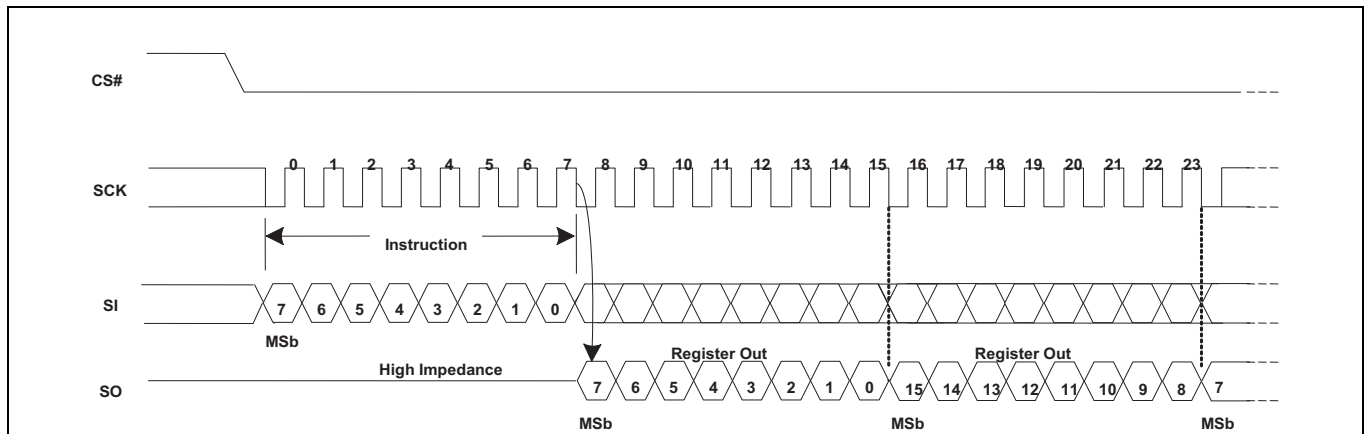 CS#
0 1 2 3 4 5 6 7 8 9 10 11 12 13 14 15 16 17 18 19 20 21 22 23
SCK
Instruction
SI
7 6 5 4 3 2 1 0
MSb
High Impedance
Register Out Register Out
SO
7 6 5 4 3 2 1 0 15 14 13 12 11 10 9 8 7
MSb MSb MSb